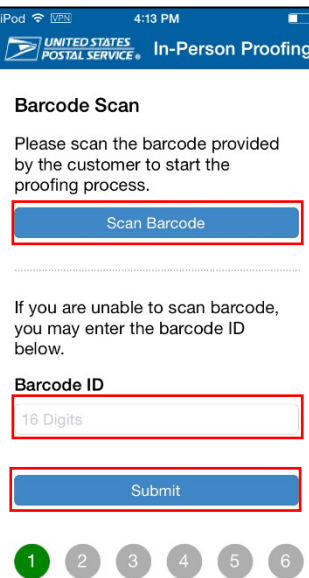 iPod VPN 4:13 PM
UNITED STATES
POSTAL SERVICE® In-Person Proofing
Barcode Scan
Please scan the barcode provided
by the customer to start the
proofing process.
Scan Barcode
If you are unable to scan barcode,
you may enter the barcode ID
below.
Barcode ID
16 Digits
Submit
1 2 3 4 5 6